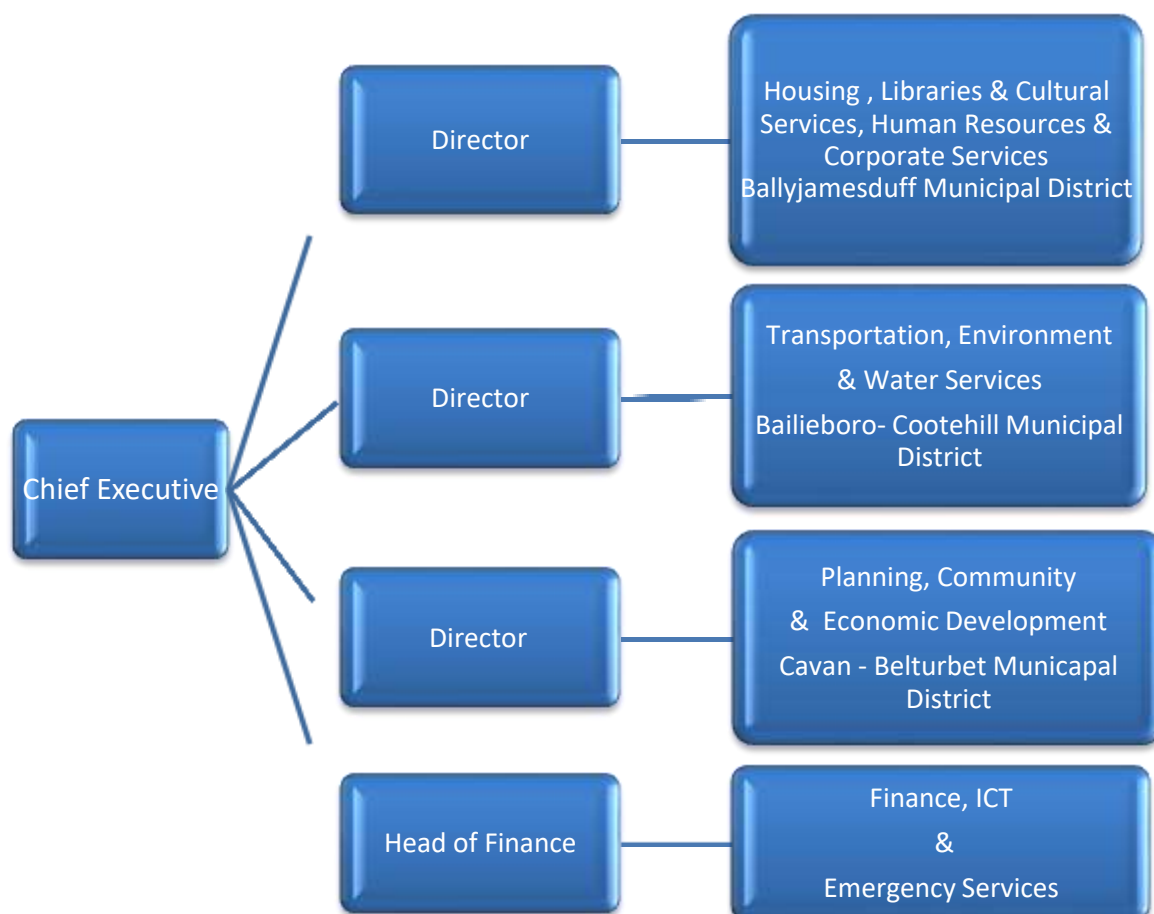 Chief Executive
Director
Housing , Libraries & Cultural
Services, Human Resources &
Corporate Services
Ballyjamesduff Municipal District
Director
Transportation, Environment
& Water Services
Bailieboro- Cootehill Municipal
District
Director
Planning, Community
& Economic Development
Cavan - Belturbet Municapal
District
Head of Finance
Finance, ICT
&
Emergency Services